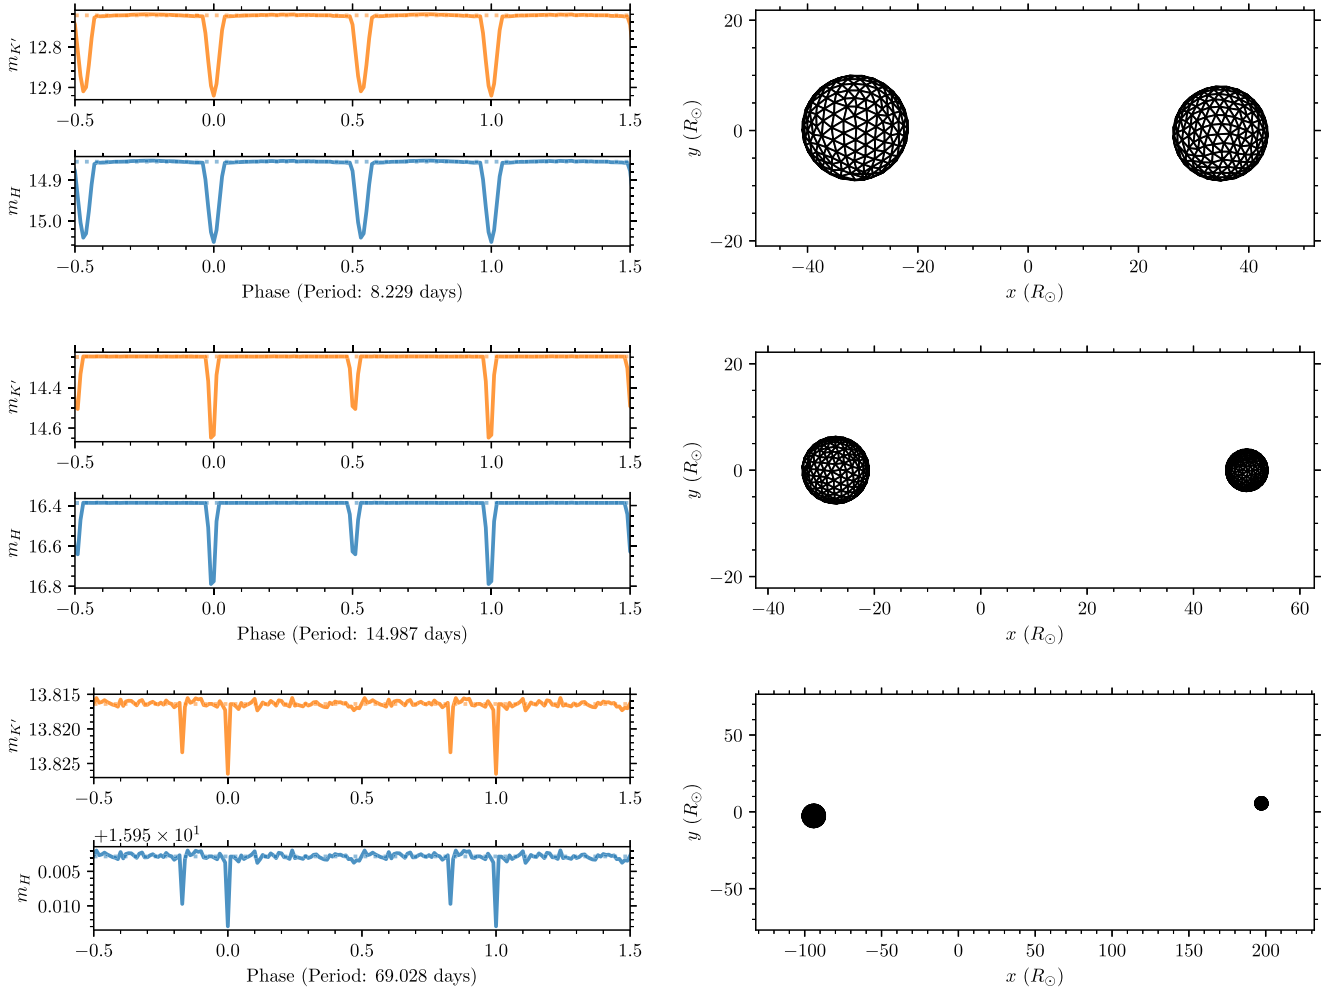 12.8
12.9
m_{K'}
−0.5 0.0 0.5 1.0 1.5
14.9
15.0
m_H
−0.5 0.0 0.5 1.0 1.5
Phase (Period: 8.229 days)
20
0
−20
y (R_⊙)
−40 −20 0 20 40
x (R_⊙)
14.4
14.6
m_{K'}
−0.5 0.0 0.5 1.0 1.5
16.4
16.6
16.8
m_H
−0.5 0.0 0.5 1.0 1.5
Phase (Period: 14.987 days)
20
0
−20
y (R_⊙)
−40 −20 0 20 40 60
x (R_⊙)
13.815
13.820
13.825
m_{K'}
−0.5 0.0 0.5 1.0 1.5
+1.595 × 10^1
0.005
0.010
m_H
−0.5 0.0 0.5 1.0 1.5
Phase (Period: 69.028 days)
50
0
−50
y (R_⊙)
−100 −50 0 50 100 150 200
x (R_⊙)